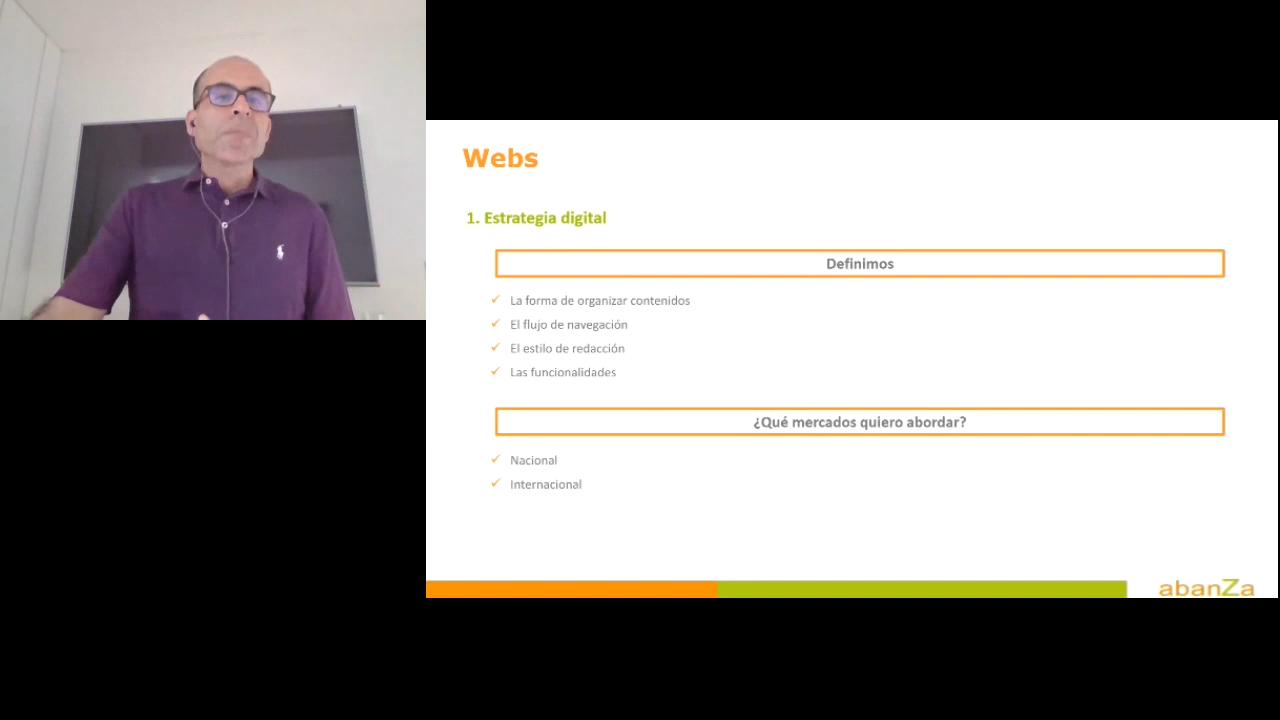 Webs
1. Estrategia digital
Definimos
La forma de organizar contenidos
El flujo de navegación
El estilo de redacción
Las funcionalidades
¿Qué mercados quiero abordar?
Nacional
Internacional
abanZa